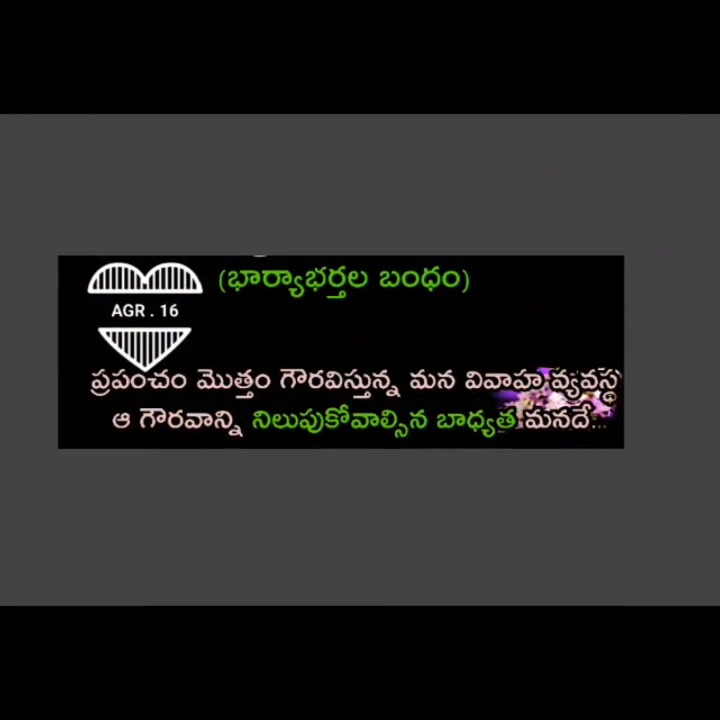 (భార్యాభర్తల బంధం)
AGR . 16
ప్రపంచం మొత్తం గౌరవిస్తున్న మన వివాహ వ్యవస్థ
ఆ గౌరవాన్ని నిలుపుకోవాల్సిన బాధ్యత మనదే...